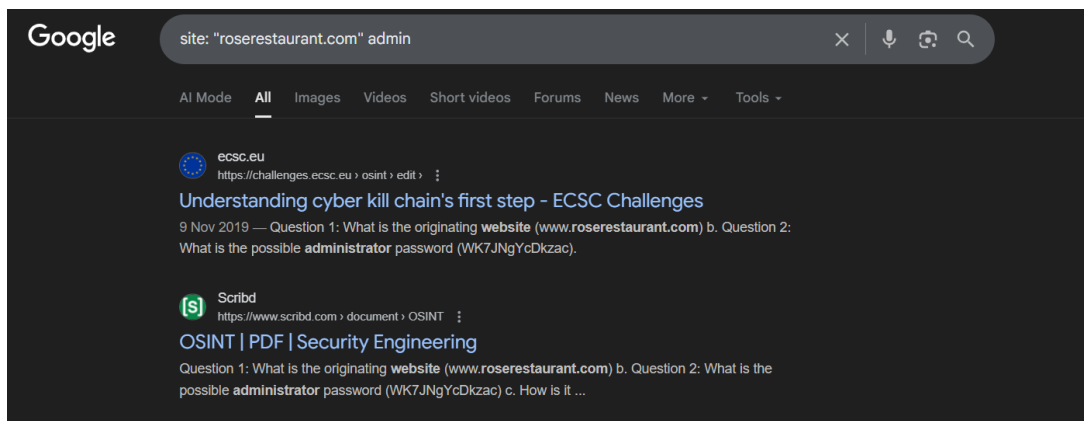 Google
site: "roserestaurant.com" admin
AI Mode All Images Videos Short videos Forums News More Tools
ecsc.eu
https://challenges.ecsc.eu › osint › edit ›
Understanding cyber kill chain's first step - ECSC Challenges
9 Nov 2019 — Question 1: What is the originating website (www.roserestaurant.com) b. Question 2:
What is the possible administrator password (WK7JNgYcDkzac).
[s]
Scribd
https://www.scribd.com › document › OSINT
OSINT | PDF | Security Engineering
Question 1: What is the originating website (www.roserestaurant.com) b. Question 2: What is the
possible administrator password (WK7JNgYcDkzac) c. How is it ...